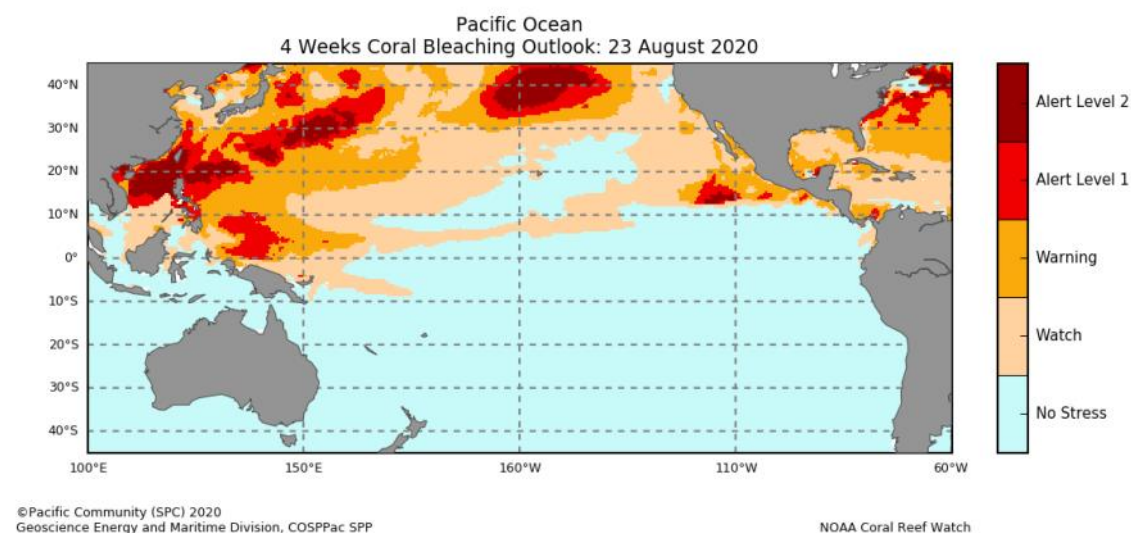 Pacific Ocean
4 Weeks Coral Bleaching Outlook: 23 August 2020
40°N
30°N
20°N
10°N
0°
10°S
20°S
30°S
40°S
100°E
150°E
160°W
110°W
60°W
Alert Level 2
Alert Level 1
Warning
Watch
No Stress
©Pacific Community (SPC) 2020
Geoscience Energy and Maritime Division, COSPPac SPP
NOAA Coral Reef Watch